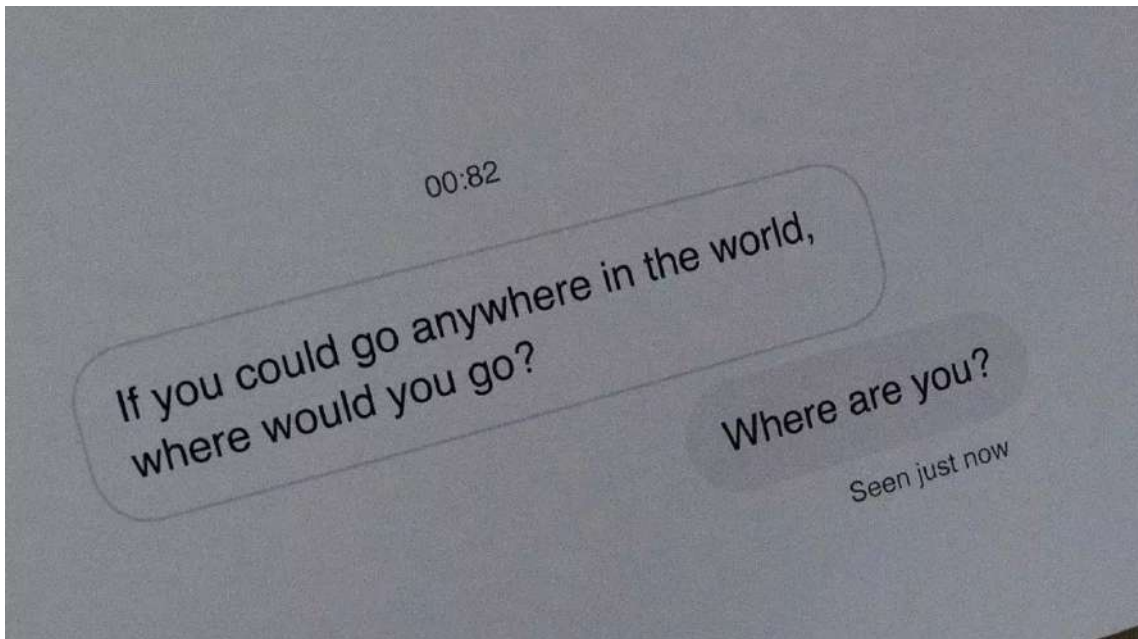 00:82
If you could go anywhere in the world,
where would you go?
Where are you?
Seen just now